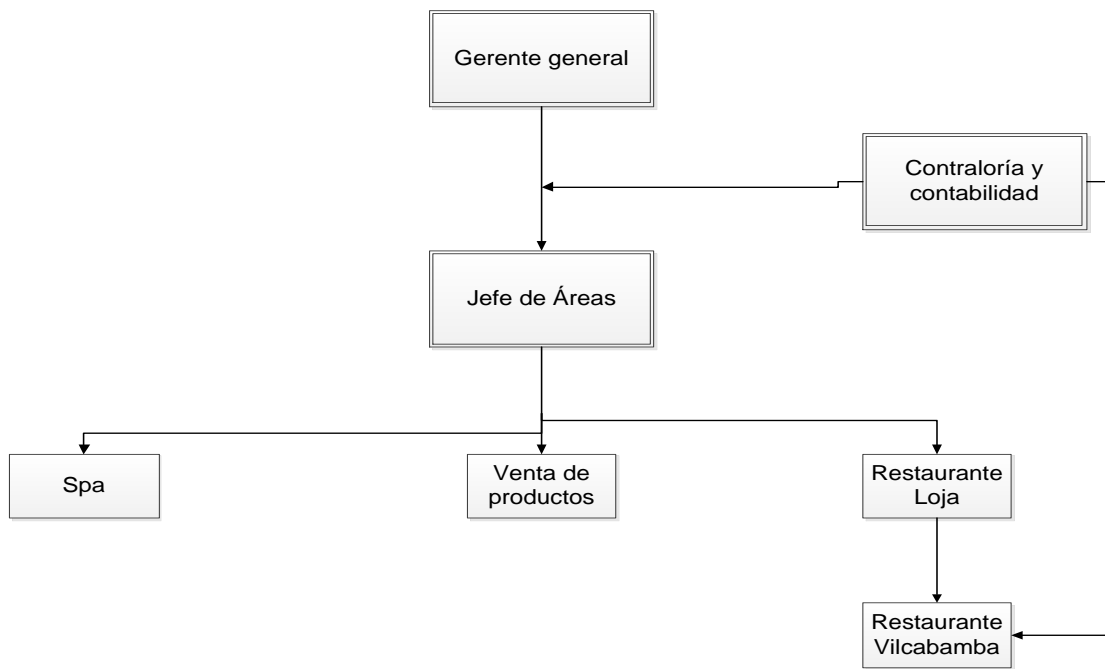 Gerente general
Contraloría y
contabilidad
Jefe de Áreas
Spa
Venta de
productos
Restaurante
Loja
Restaurante
Vilcabamba